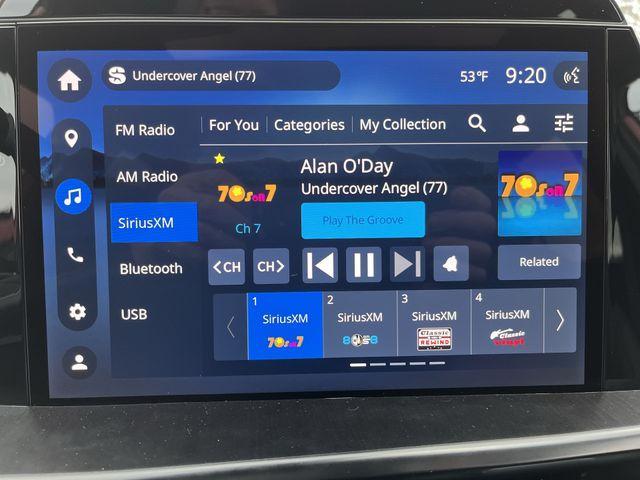 Undercover Angel (77)
53°F
9:20
FM Radio
For You
Categories
My Collection
AM Radio
SiriusXM
Bluetooth
USB
70s on 7
Ch 7
Alan O'Day
Undercover Angel (77)
Play The Groove
70s on 7
<CH
CH>
Related
1
SiriusXM
70s on 7
2
SiriusXM
80s8
3
SiriusXM
Classic
REWIND
4
SiriusXM
Classic
vinyl